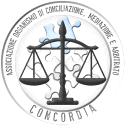 ASSOCIAZIONE ORGANISMO DI CONCILIAZIONE, MEDIAZIONE E ARBITRATO
CONCORDIA